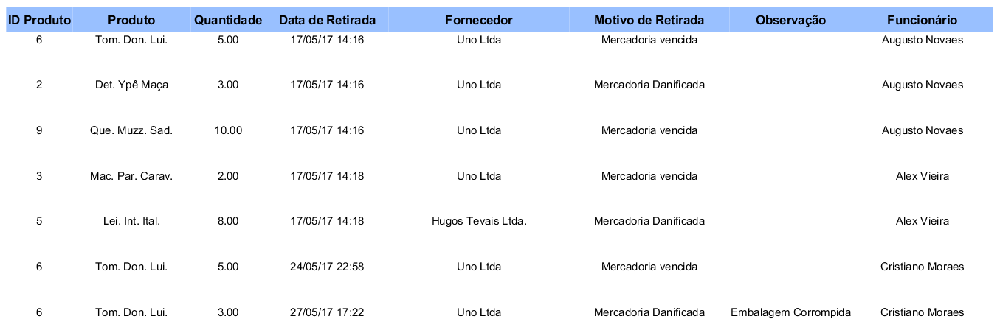 ID Produto Produto Quantidade Data de Retirada Fornecedor Motivo de Retirada Observação Funcionário
6 Tom. Don. Lui. 5.00 17/05/17 14:16 Uno Ltda Mercadoria vencida Augusto Novaes
2 Det. Ypê Maça 3.00 17/05/17 14:16 Uno Ltda Mercadoria Danificada Augusto Novaes
9 Que. Muzz. Sad. 10.00 17/05/17 14:16 Uno Ltda Mercadoria vencida Augusto Novaes
3 Mac. Par. Carav. 2.00 17/05/17 14:18 Uno Ltda Mercadoria vencida Alex Vieira
5 Lei. Int. Ital. 8.00 17/05/17 14:18 Hugos Tevais Ltda. Mercadoria Danificada Alex Vieira
6 Tom. Don. Lui. 5.00 24/05/17 22:58 Uno Ltda Mercadoria vencida Cristiano Moraes
6 Tom. Don. Lui. 3.00 27/05/17 17:22 Uno Ltda Mercadoria Danificada Embalagem Corrompida Cristiano Moraes